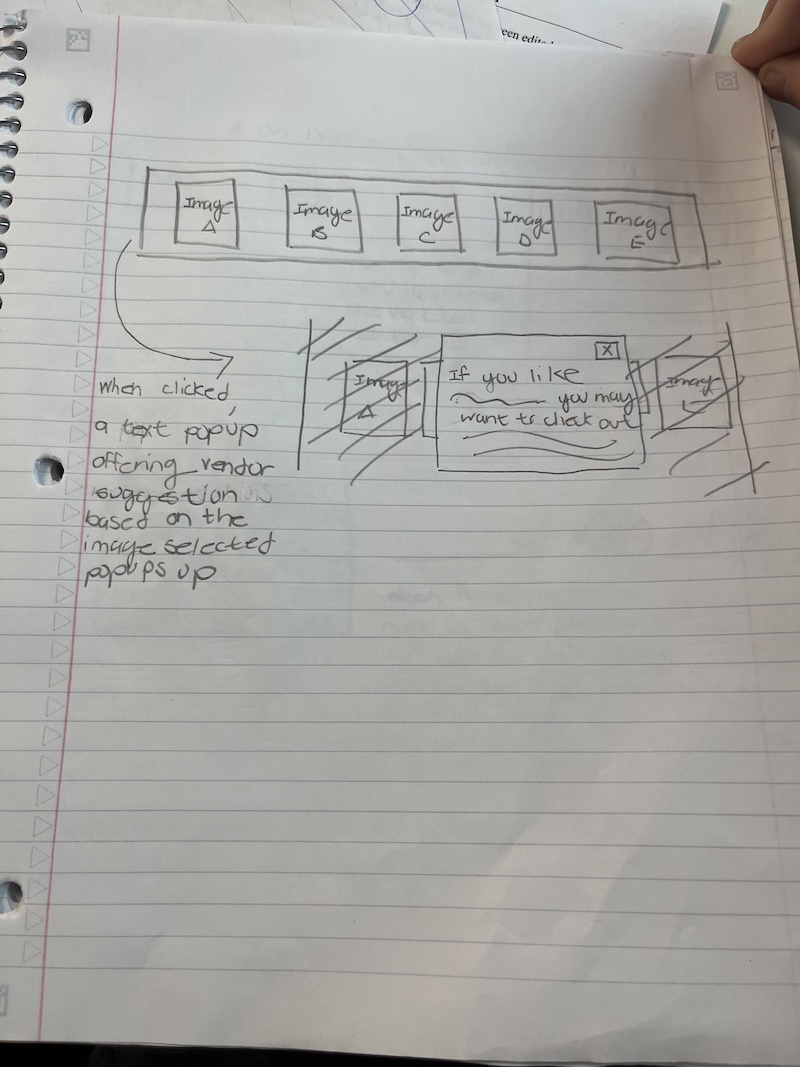 een edit
Image
A
Image
B
Image
C
Image
D
Image
E
when clicked,
a text popup
offering vendor
suggestion
based on the
image selected
popups up
Image
A
X
If you like
you may
want to check out
Image
C